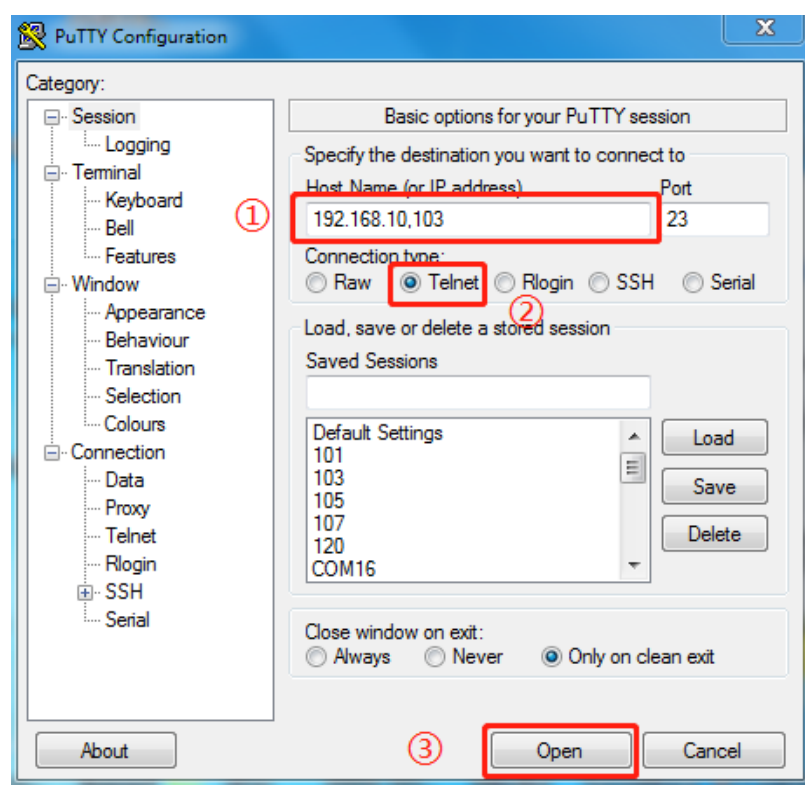 PuTTY Configuration
X
Category:
Session
Logging
Terminal
Keyboard
Bell
Features
Window
Appearance
Behaviour
Translation
Selection
Colours
Connection
Data
Proxy
Telnet
Rlogin
SSH
Serial
Basic options for your PuTTY session
Specify the destination you want to connect to
Host Name (or IP address) Port
① 192.168.10,103 23
Connection type:
Raw Telnet Rlogin SSH Serial
②
Load, save or delete a stored session
Saved Sessions
Default Settings
101
103
105
107
120
COM16
Load
Save
Delete
Close window on exit:
Always Never Only on clean exit
About ③ Open Cancel